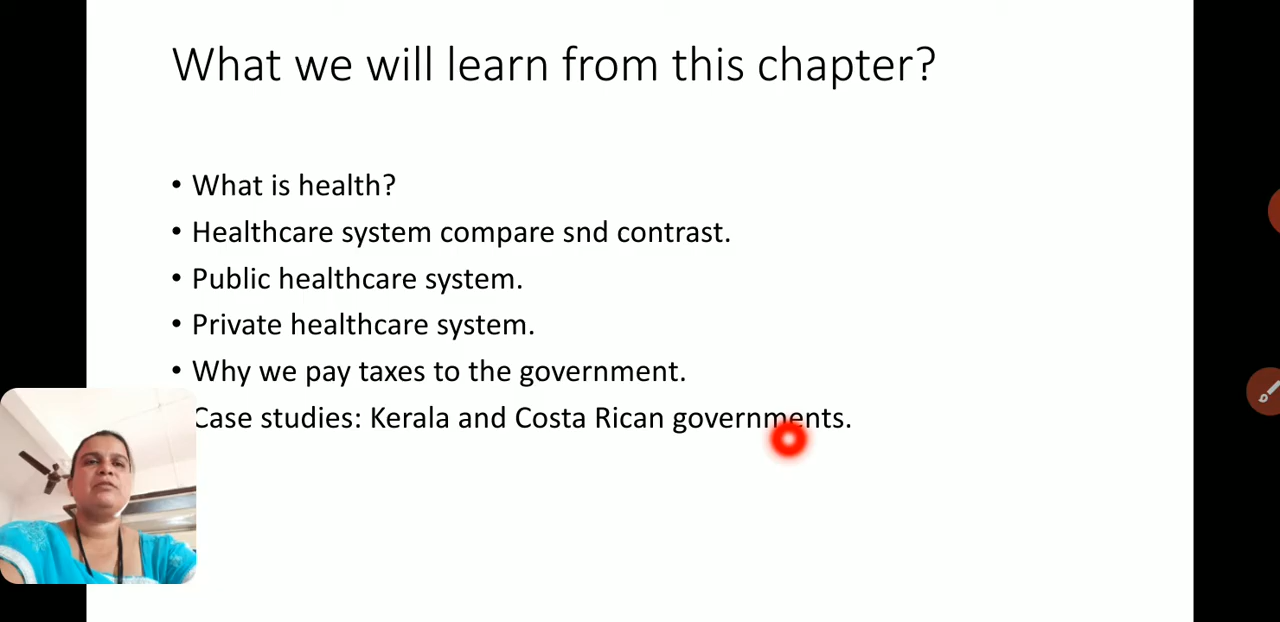 What we will learn from this chapter?
• What is health?
• Healthcare system compare snd contrast.
• Public healthcare system.
• Private healthcare system.
• Why we pay taxes to the government.
Case studies: Kerala and Costa Rican governments.